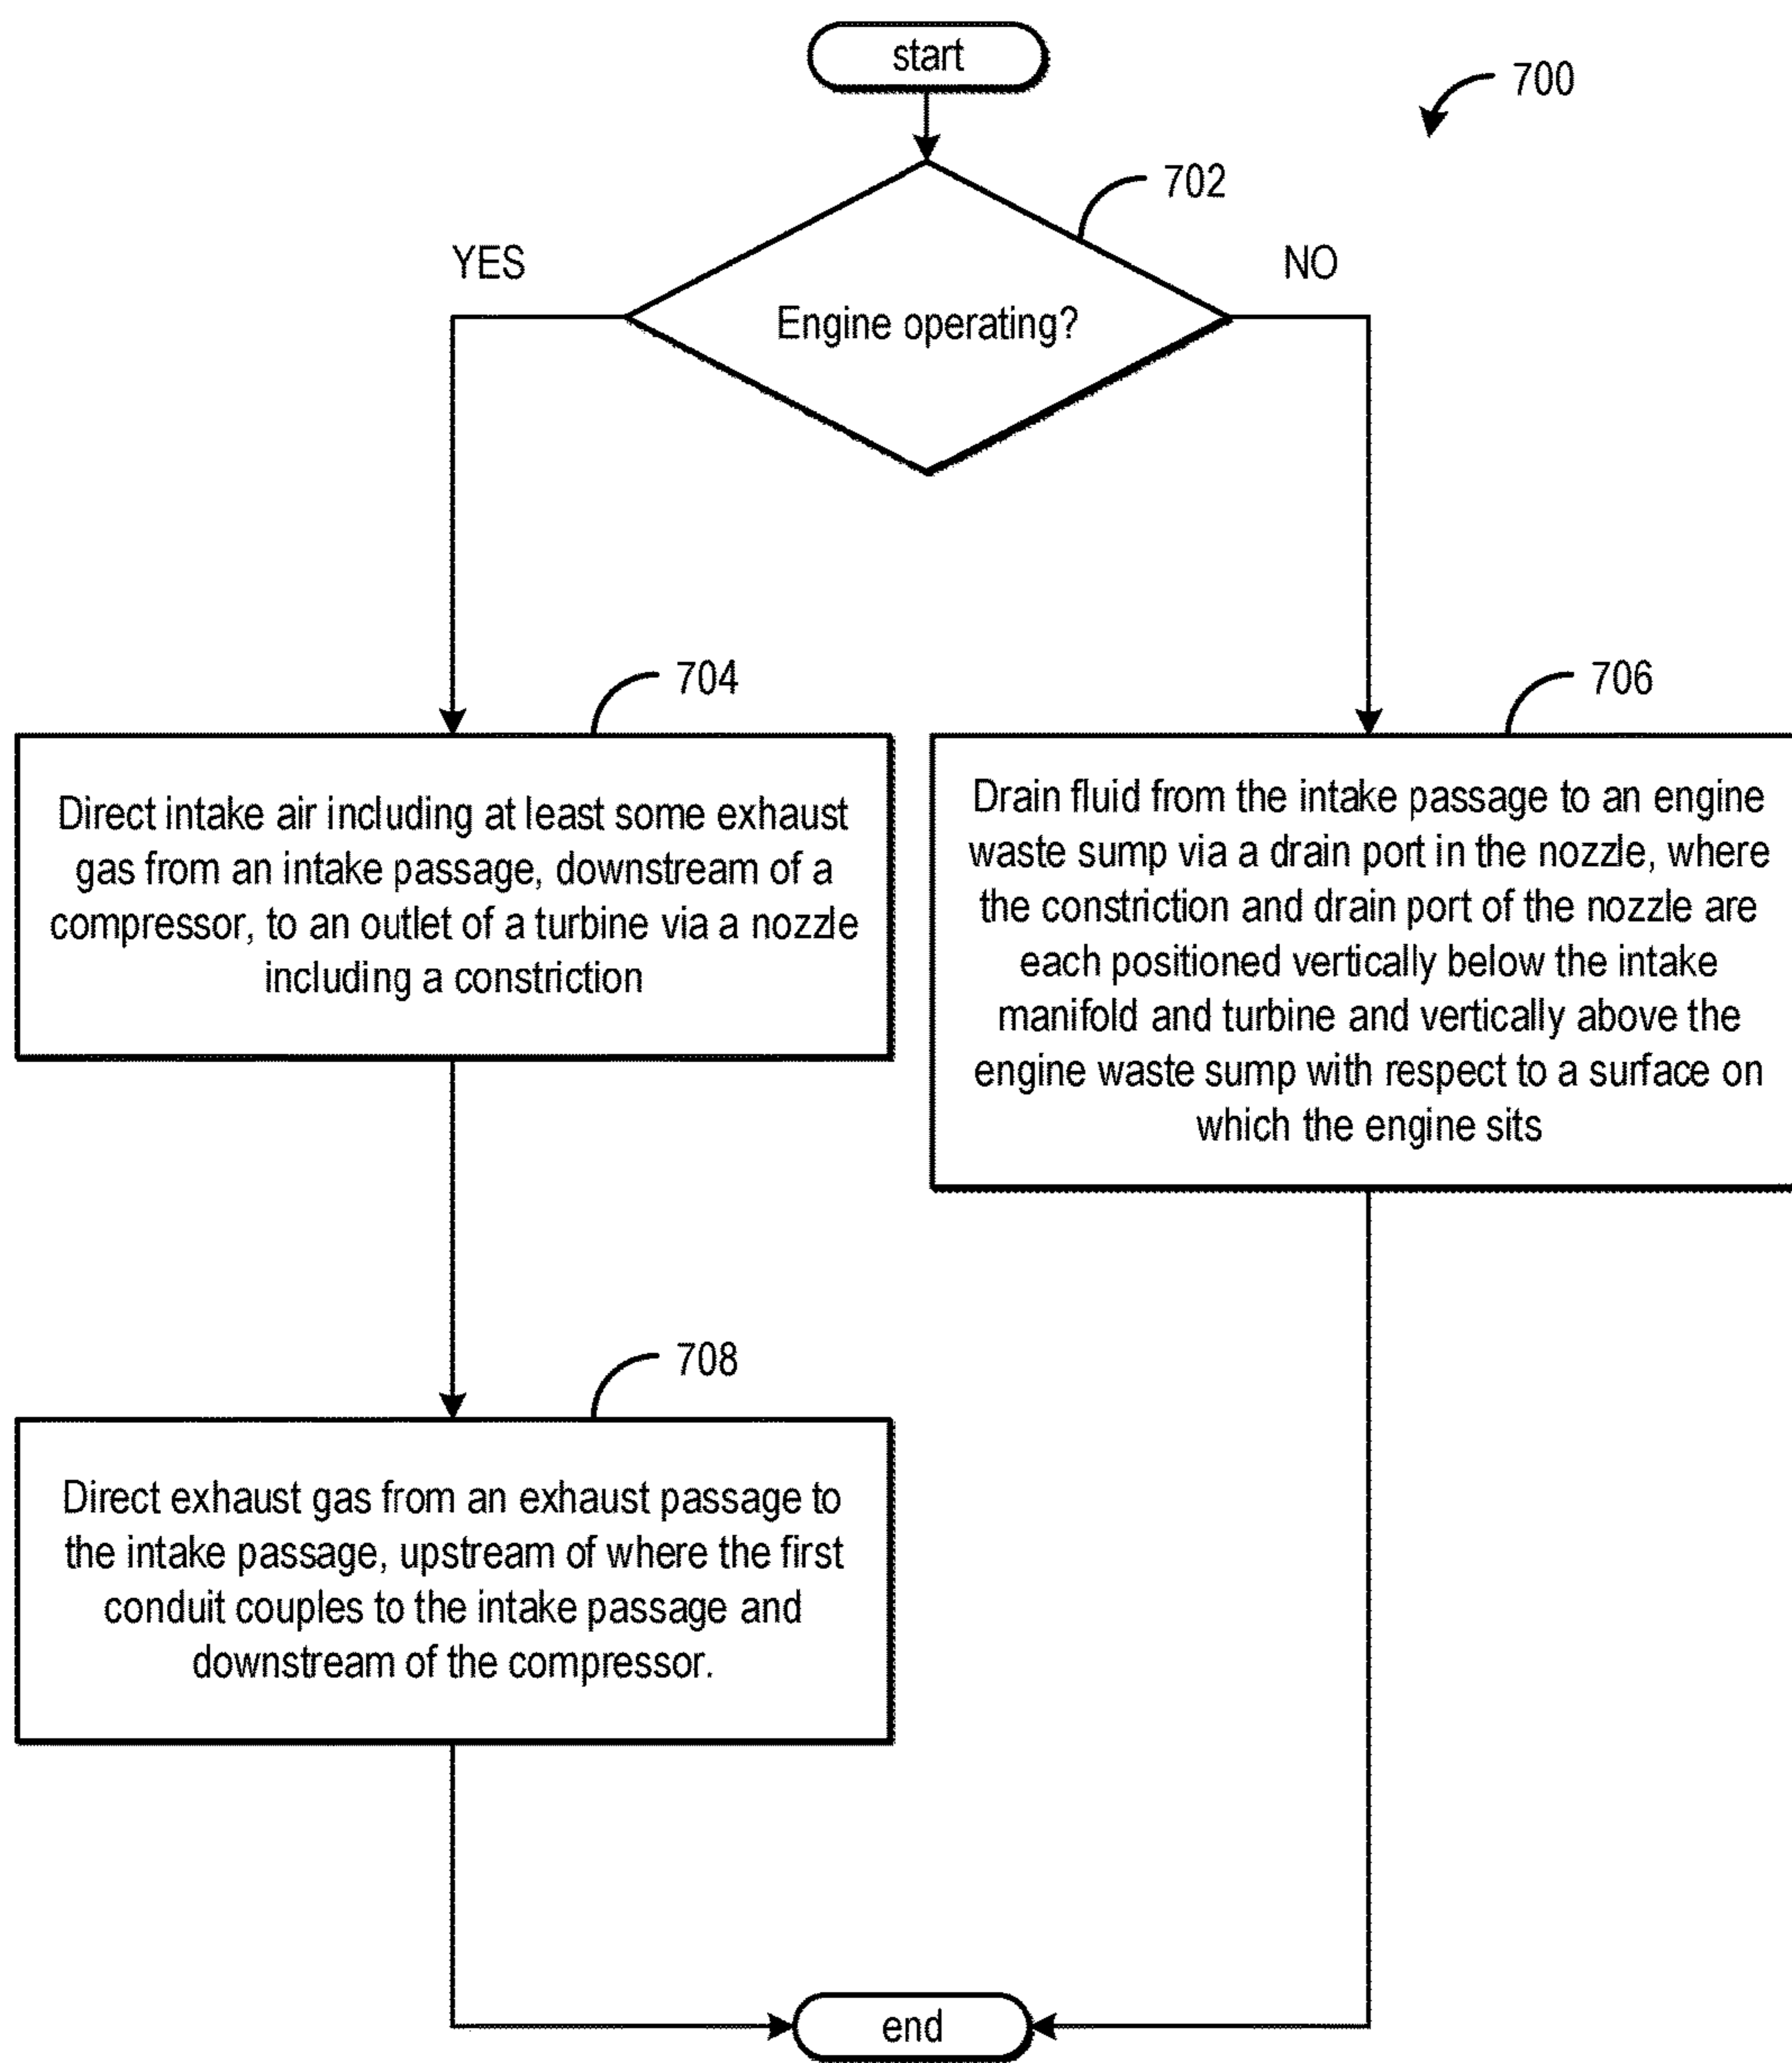 start
700
702
YES
NO
Engine operating?
704
706
Direct intake air including at least some exhaust
gas from an intake passage, downstream of a
compressor, to an outlet of a turbine via a nozzle
including a constriction
Drain fluid from the intake passage to an engine
waste sump via a drain port in the nozzle, where
the constriction and drain port of the nozzle are
each positioned vertically below the intake
manifold and turbine and vertically above the
engine waste sump with respect to a surface on
which the engine sits
708
Direct exhaust gas from an exhaust passage to
the intake passage, upstream of where the first
conduit couples to the intake passage and
downstream of the compressor.
end